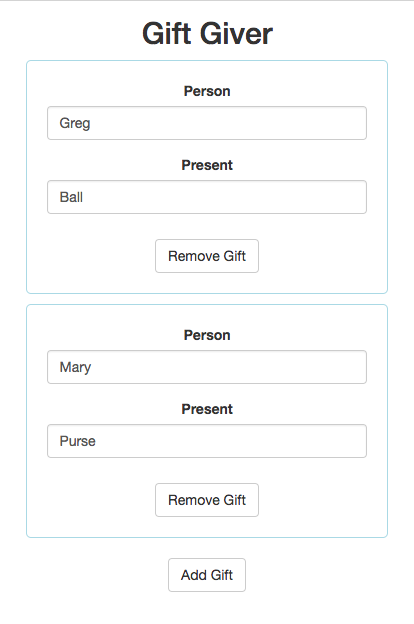 Gift Giver
Person
Greg
Present
Ball
Remove Gift
Person
Mary
Present
Purse
Remove Gift
Add Gift